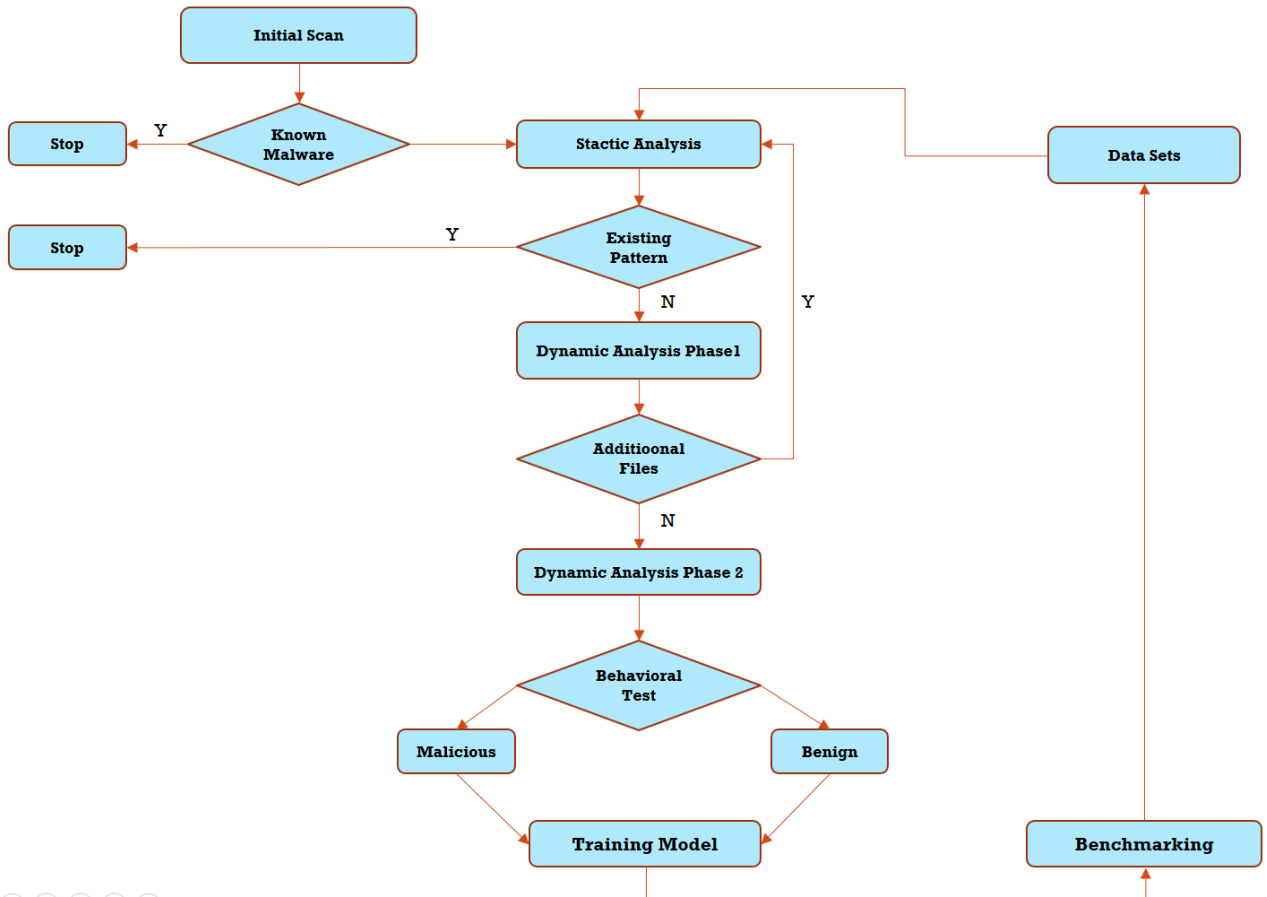 Initial Scan
Known
Malware
Y
Stop
Stactic Analysis
Data Sets
Existing
Pattern
Y
Stop
N
Y
Dynamic Analysis Phase1
Additioonal
Files
N
Dynamic Analysis Phase 2
Behavioral
Test
Malicious
Benign
Training Model
Benchmarking